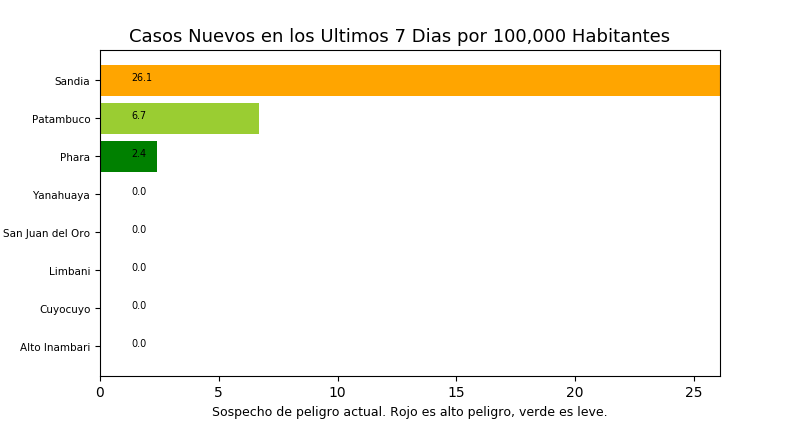 Casos Nuevos en los Ultimos 7 Dias por 100,000 Habitantes
Sandia 26.1
Patambuco 6.7
Phara 2.4
Yanahuaya 0.0
San Juan del Oro 0.0
Limbani 0.0
Cuyocuyo 0.0
Alto Inambari 0.0
0 5 10 15 20 25
Sospecho de peligro actual. Rojo es alto peligro, verde es leve.